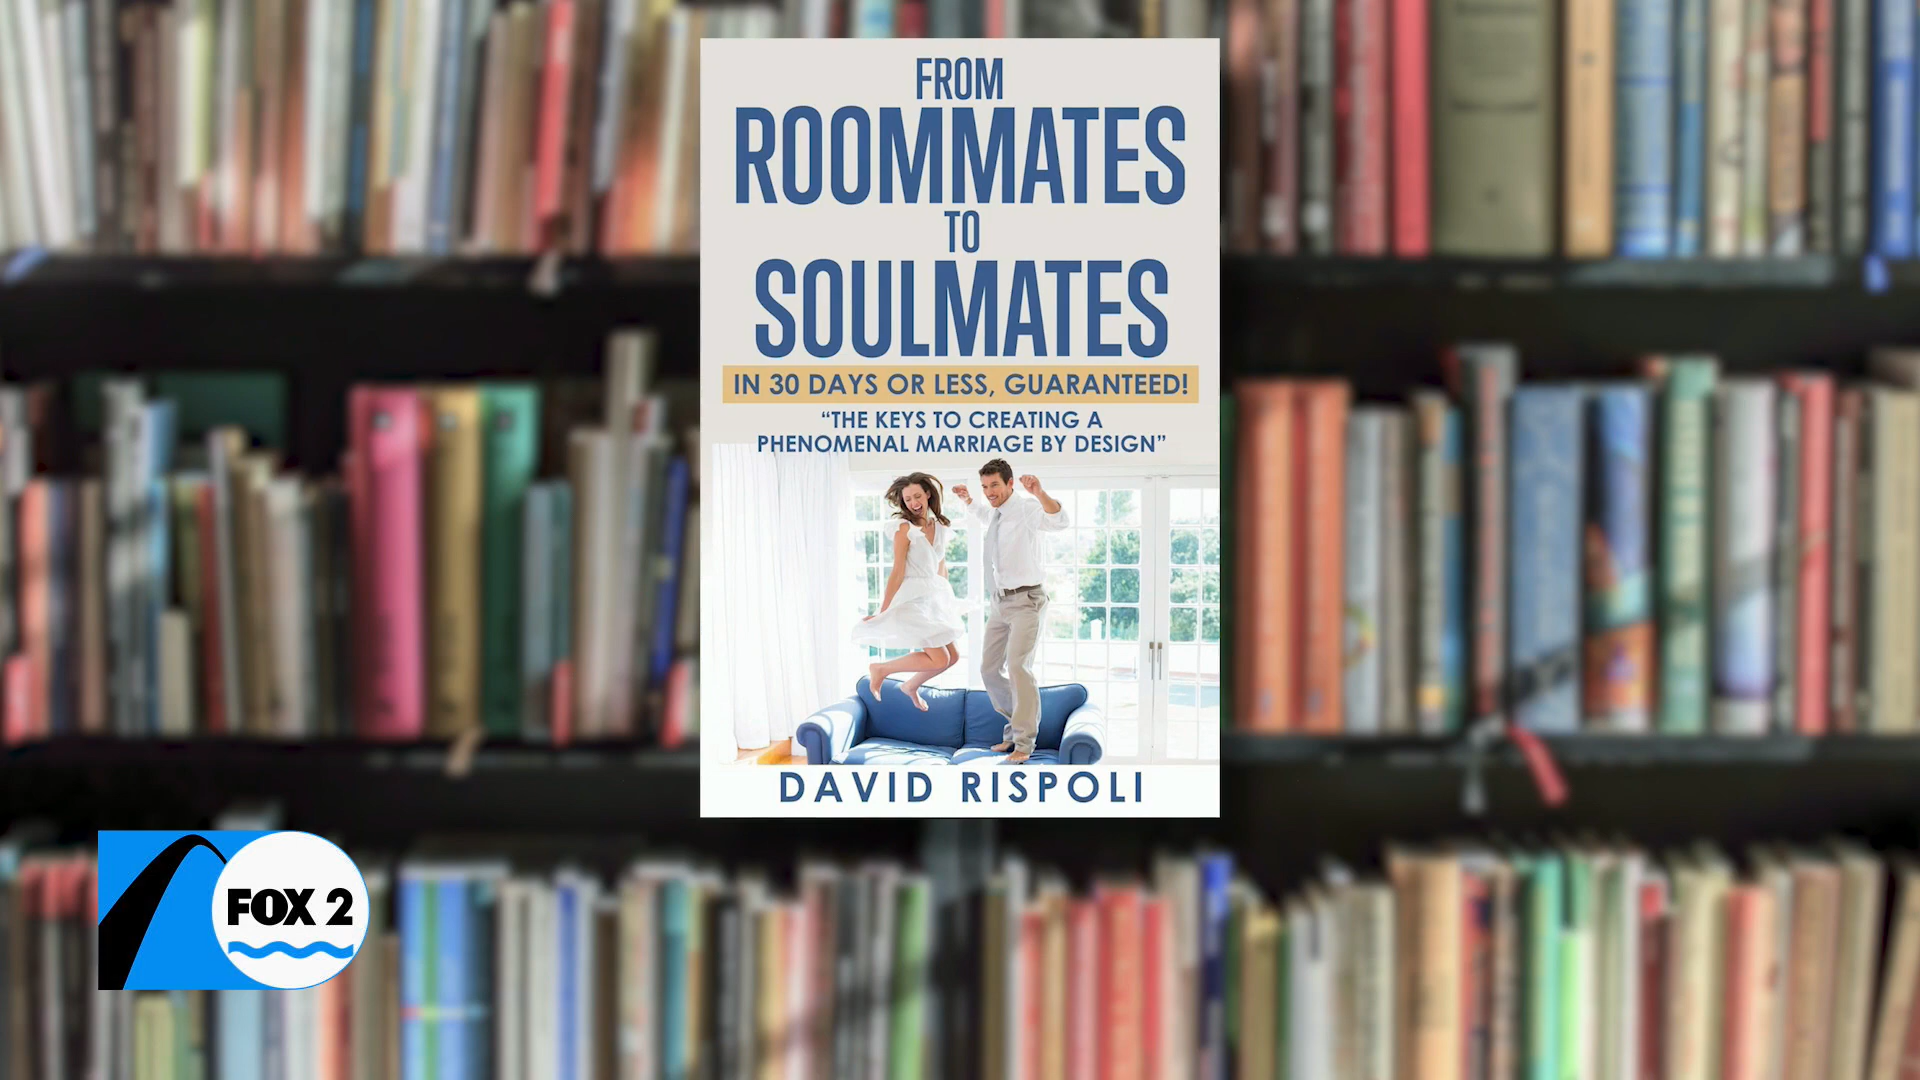 FROM
ROOMMATES
TO
SOULMATES
IN 30 DAYS OR LESS, GUARANTEED!
“THE KEYS TO CREATING A
PHENOMENAL MARRIAGE BY DESIGN”
DAVID RISPOLI
FOX 2